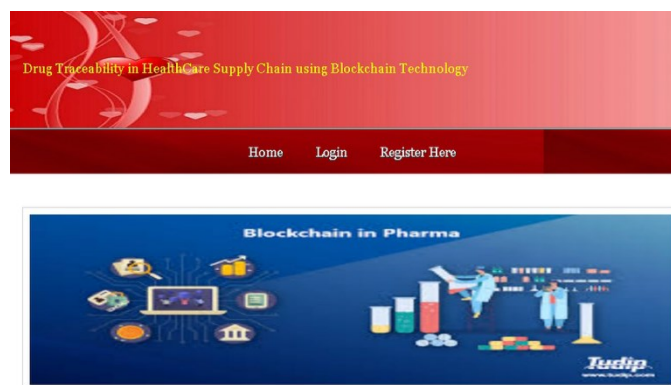 Drug Traceability in HealthCare Supply Chain using Blockchain Technology
Home Login Register Here
Blockchain in Pharma
Tudip
www.tudip.com